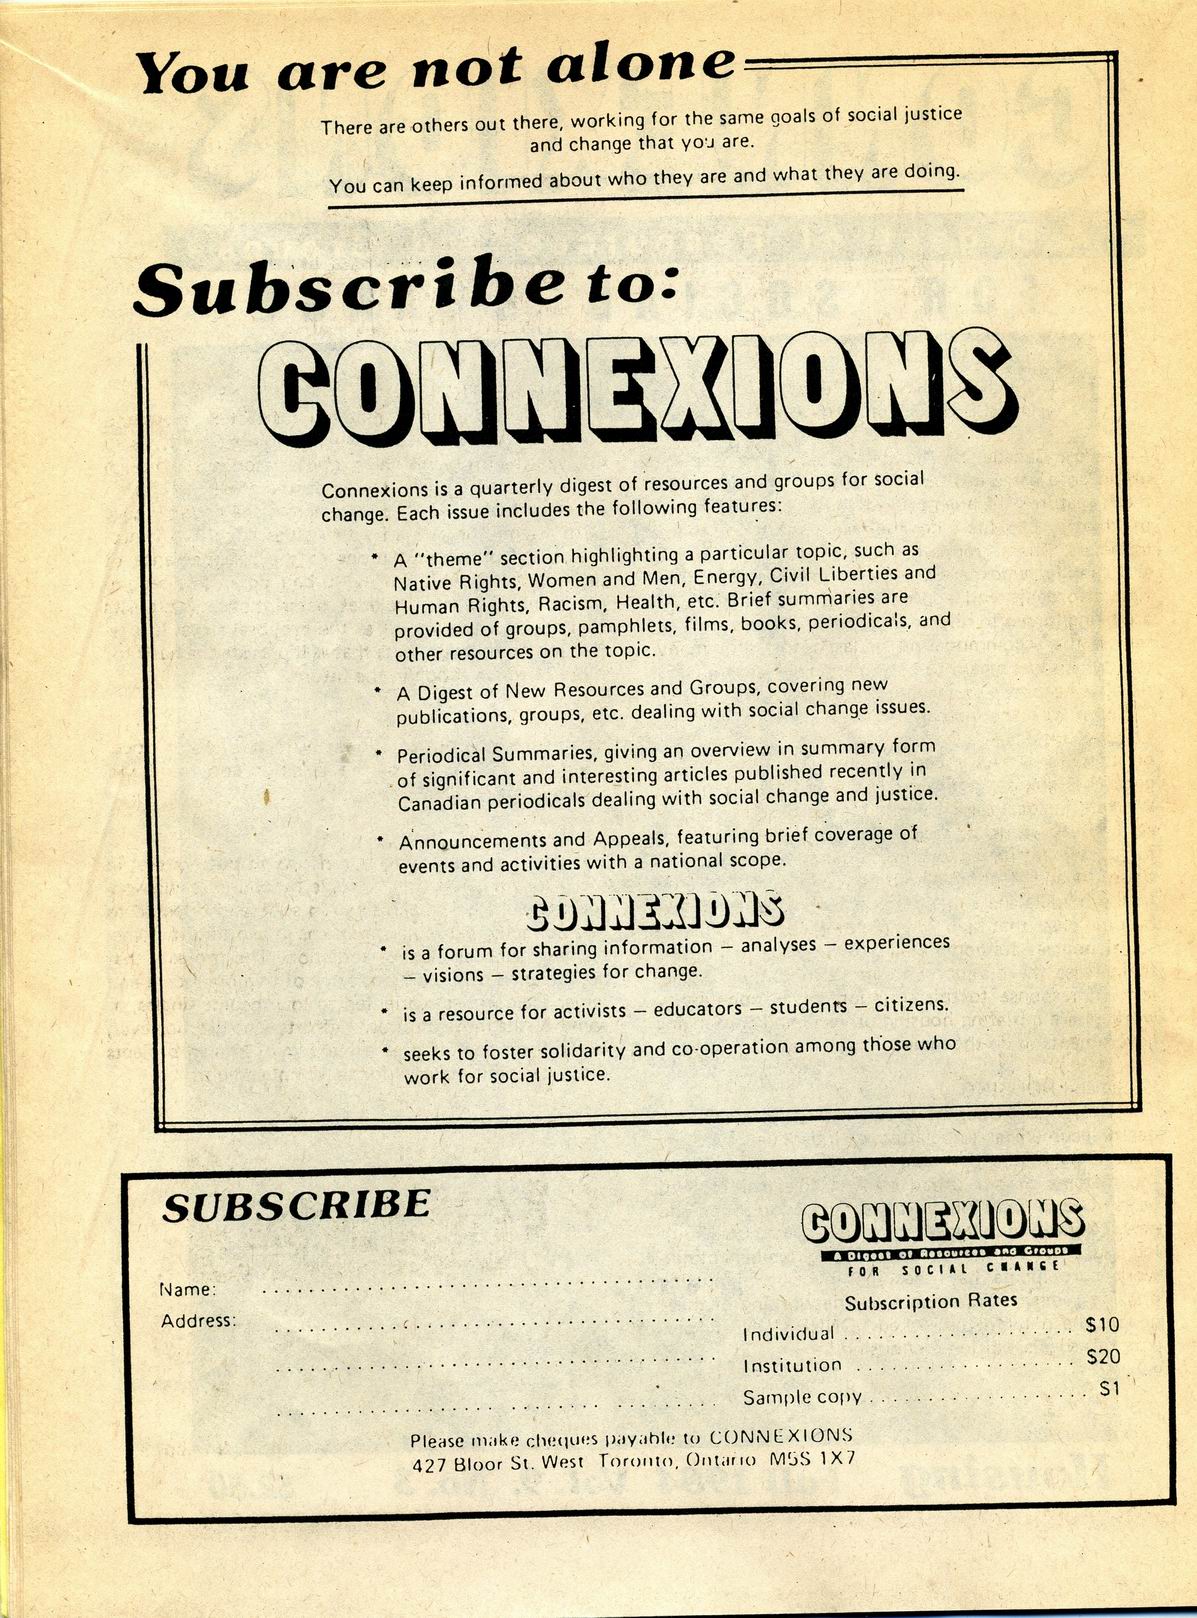 You are not alone
There are others out there, working for the same goals of social justice
and change that you are.
You can keep informed about who they are and what they are doing.
Subscribe to:
CONNEXIONS
Connexions is a quarterly digest of resources and groups for social
change. Each issue includes the following features:
* A "theme" section highlighting a particular topic, such as
Native Rights, Women and Men, Energy, Civil Liberties and
Human Rights, Racism, Health, etc. Brief summaries are
provided of groups, pamphlets, films, books, periodicals, and
other resources on the topic.
* A Digest of New Resources and Groups, covering new
publications, groups, etc. dealing with social change issues.
* Periodical Summaries, giving an overview in summary form
of significant and interesting articles published recently in
Canadian periodicals dealing with social change and justice.
* Announcements and Appeals, featuring brief coverage of
events and activities with a national scope.
CONNEXIONS
* is a forum for sharing information — analyses — experiences
— visions — strategies for change.
* is a resource for activists — educators — students — citizens.
* seeks to foster solidarity and co-operation among those who
work for social justice.
SUBSCRIBE
CONNEXIONS
A Digest of Resources and Groups
FOR SOCIAL CHANGE
Name:
Address:
Subscription Rates
Individual . . . . . . . . . . . . . . . . . . . . $10
Institution . . . . . . . . . . . . . . . . . . . $20
Sample copy . . . . . . . . . . . . . . . . . . . $1
Please make cheques payable to CONNEXIONS
427 Bloor St. West Toronto, Ontario M5S 1X7